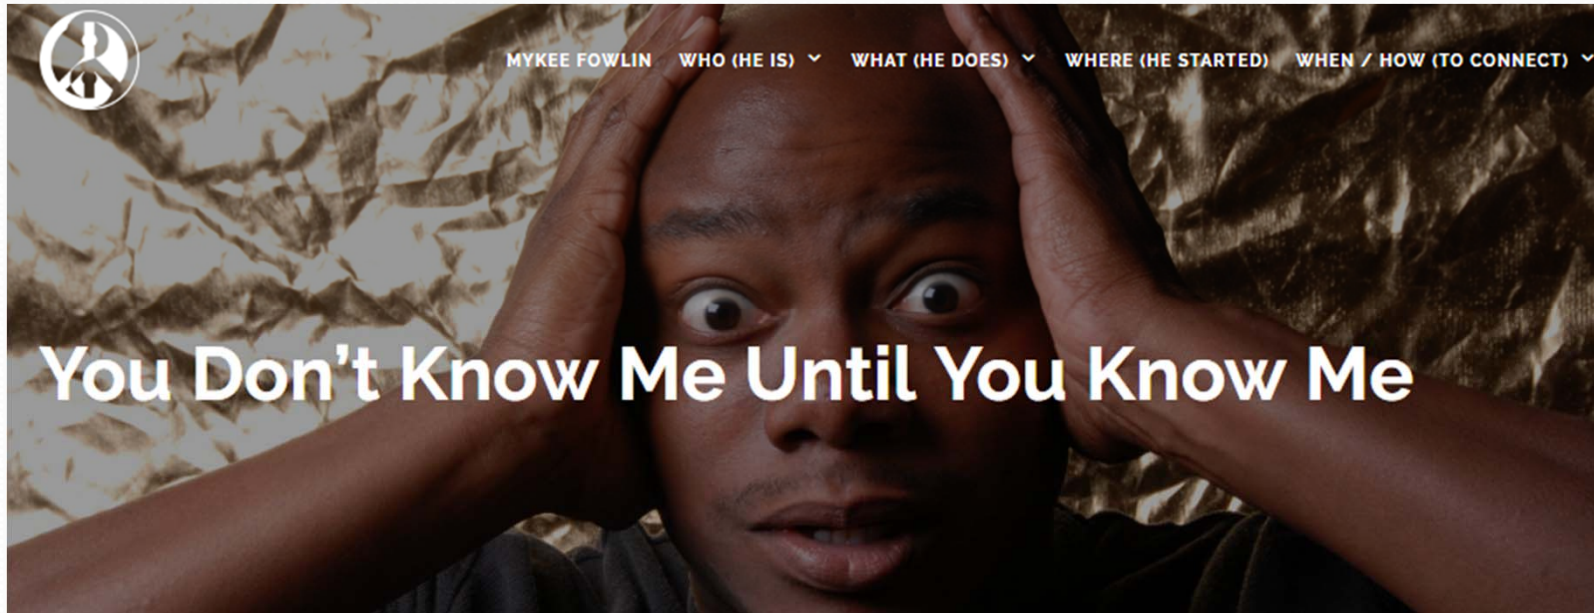 MYKEE FOWLIN WHO (HE IS) WHAT (HE DOES) WHERE (HE STARTED) WHEN / HOW (TO CONNECT)
You Don’t Know Me Until You Know Me